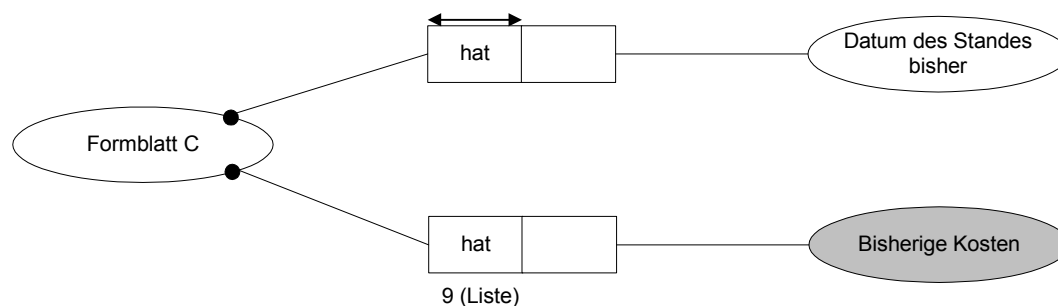 hat
Datum des Standes
bisher
Formblatt C
hat
Bisherige Kosten
9 (Liste)